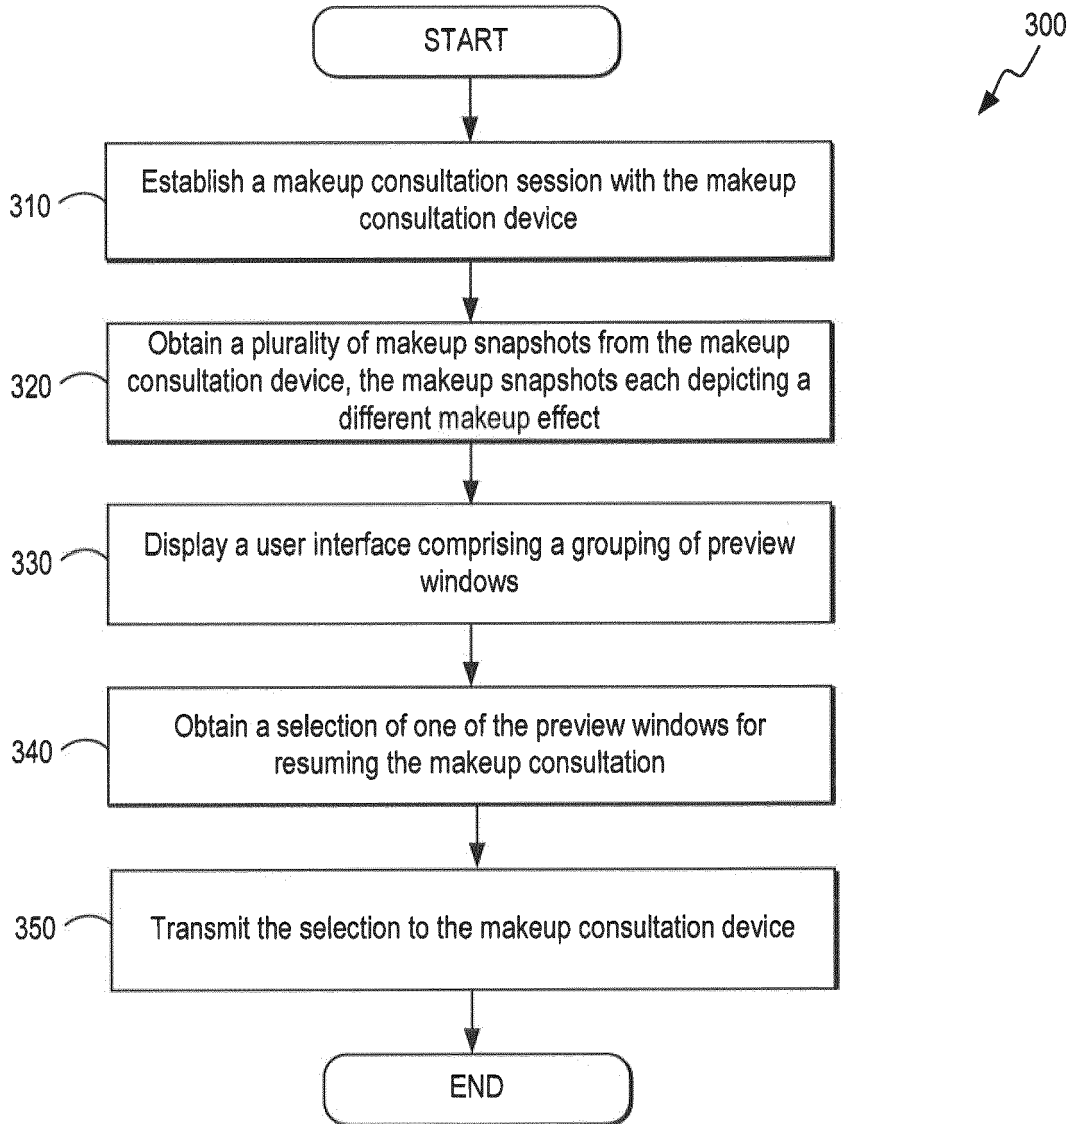 START
300
310
Establish a makeup consultation session with the makeup
consultation device
320
Obtain a plurality of makeup snapshots from the makeup
consultation device, the makeup snapshots each depicting a
different makeup effect
330
Display a user interface comprising a grouping of preview
windows
340
Obtain a selection of one of the preview windows for
resuming the makeup consultation
350
Transmit the selection to the makeup consultation device
END